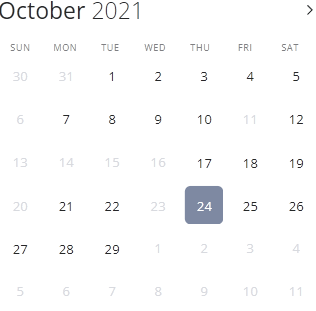 October 2021
SUN MON TUE WED THU FRI SAT
30 31 1 2 3 4 5
6 7 8 9 10 11 12
13 14 15 16 17 18 19
20 21 22 23 24 25 26
27 28 29 1 2 3 4
5 6 7 8 9 10 11